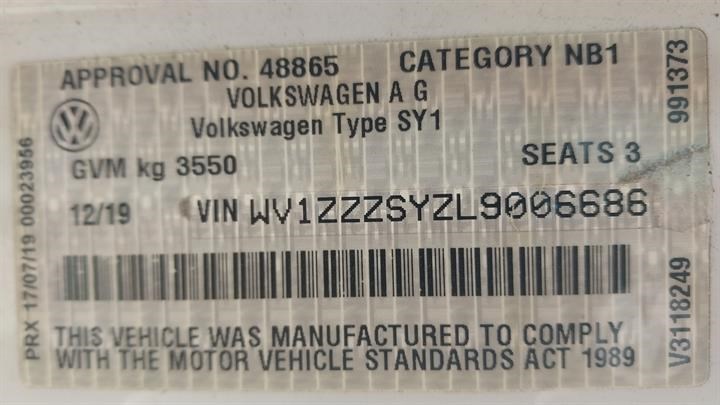 APPROVAL NO. 48865 CATEGORY NB1
VOLKSWAGEN A G
Volkswagen Type SY1
GVM kg 3550 SEATS 3
12/19 VIN WV1ZZZSYZL9006686
THIS VEHICLE WAS MANUFACTURED TO COMPLY
WITH THE MOTOR VEHICLE STANDARDS ACT 1989
PRX 17/07/19 00023956
V3118249 991373